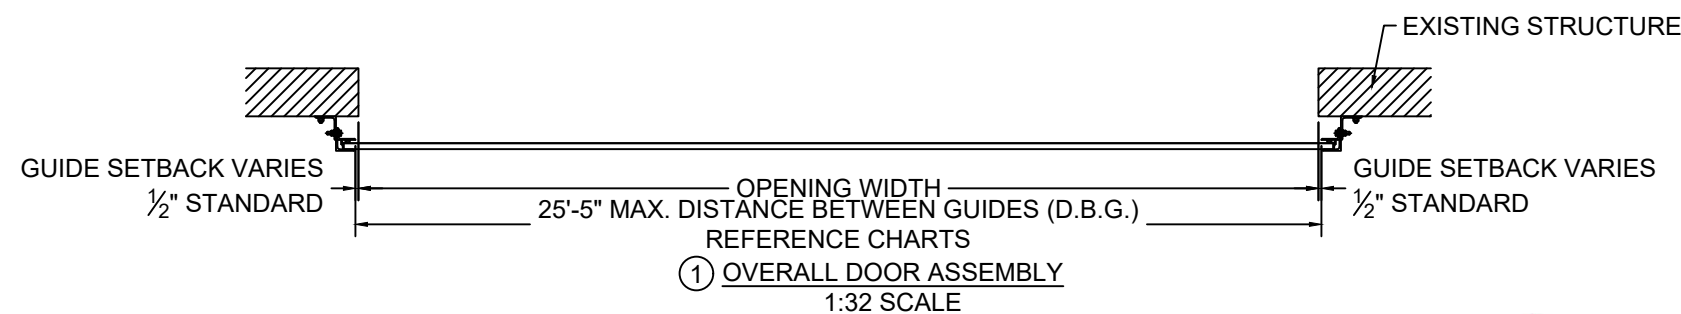 EXISTING STRUCTURE
GUIDE SETBACK VARIES
½" STANDARD
GUIDE SETBACK VARIES
½" STANDARD
OPENING WIDTH
25'-5" MAX. DISTANCE BETWEEN GUIDES (D.B.G.)
REFERENCE CHARTS
1 OVERALL DOOR ASSEMBLY
1:32 SCALE